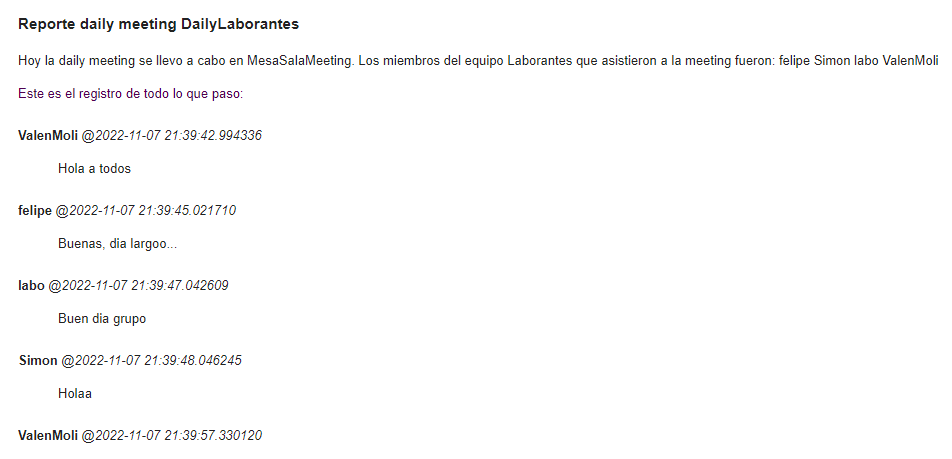 Reporte daily meeting DailyLaborantes
Hoy la daily meeting se llevo a cabo en MesaSalaMeeting. Los miembros del equipo Laborantes que asistieron a la meeting fueron: felipe Simon labo ValenMoli
Este es el registro de todo lo que paso:
ValenMoli @2022-11-07 21:39:42.994336
Hola a todos
felipe @2022-11-07 21:39:45.021710
Buenas, dia largoo...
labo @2022-11-07 21:39:47.042609
Buen dia grupo
Simon @2022-11-07 21:39:48.046245
Holaa
ValenMoli @2022-11-07 21:39:57.330120